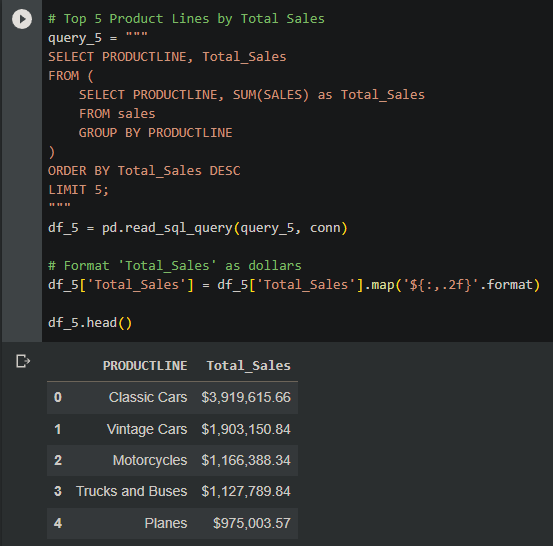 # Top 5 Product Lines by Total Sales
query_5 = """
SELECT PRODUCTLINE, Total_Sales
FROM (
    SELECT PRODUCTLINE, SUM(SALES) as Total_Sales
    FROM sales
    GROUP BY PRODUCTLINE
)
ORDER BY Total_Sales DESC
LIMIT 5;
"""
df_5 = pd.read_sql_query(query_5, conn)
# Format 'Total_Sales' as dollars
df_5['Total_Sales'] = df_5['Total_Sales'].map('${:,.2f}'.format)
df_5.head()
PRODUCTLINE Total_Sales
0 Classic Cars $3,919,615.66
1 Vintage Cars $1,903,150.84
2 Motorcycles $1,166,388.34
3 Trucks and Buses $1,127,789.84
4 Planes $975,003.57